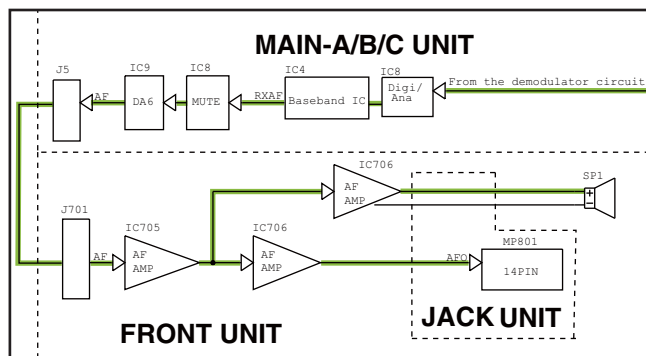 MAIN-A/B/C UNIT
J5
IC9
IC8
IC4
IC8
AF
DA6
MUTE
RXAF
Baseband IC
Digi/
Ana
From the demodulator circuit
IC706
SP1
AF
AMP
+
−
J701
IC705
IC706
MP801
AF
AF
AMP
AF
AMP
AFO
14PIN
FRONT UNIT
JACK UNIT